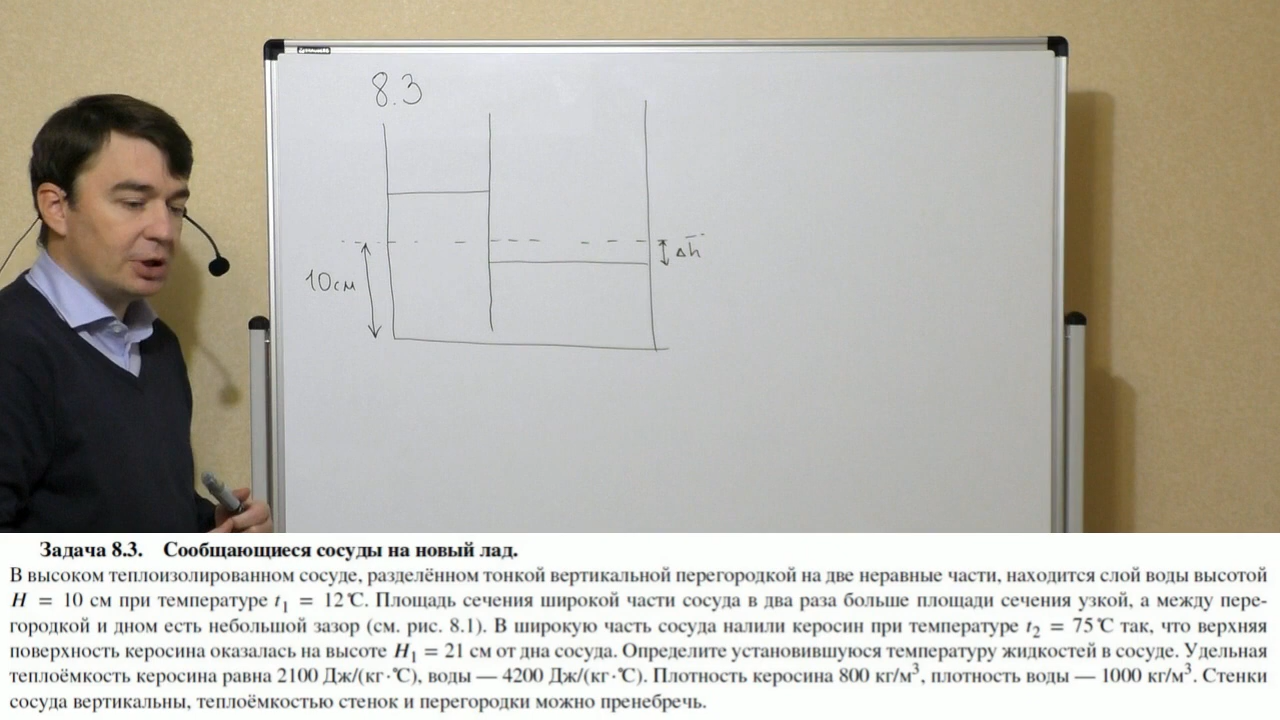 8.3
10см
Δh
Задача 8.3. Сообщающиеся сосуды на новый лад.
В высоком теплоизолированном сосуде, разделённом тонкой вертикальной перегородкой на две неравные части, находится слой воды высотой
H = 10 см при температуре t₁ = 12 °C. Площадь сечения широкой части сосуда в два раза больше площади сечения узкой, а между пере-
городкой и дном есть небольшой зазор (см. рис. 8.1). В широкую часть сосуда налили керосин при температуре t₂ = 75 °C так, что верхняя
поверхность керосина оказалась на высоте H₁ = 21 см от дна сосуда. Определите установившуюся температуру жидкостей в сосуде. Удельная
теплоёмкость керосина равна 2100 Дж/(кг·°C), воды — 4200 Дж/(кг·°C). Плотность керосина 800 кг/м³, плотность воды — 1000 кг/м³. Стенки
сосуда вертикальны, теплоёмкостью стенок и перегородки можно пренебречь.